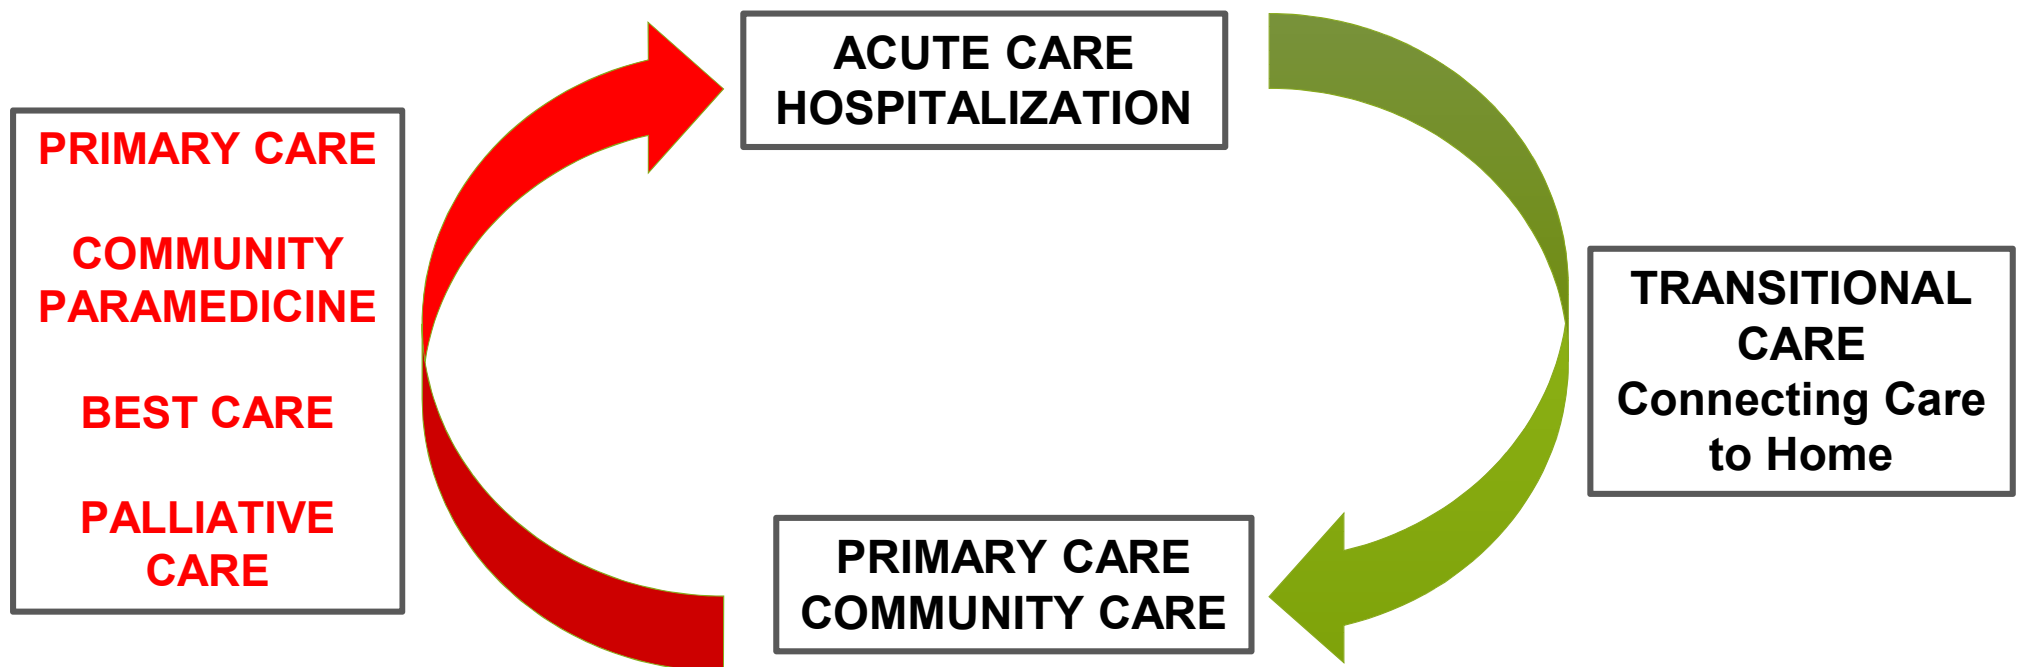 ACUTE CARE
HOSPITALIZATION
PRIMARY CARE
COMMUNITY
PARAMEDICINE
BEST CARE
PALLIATIVE
CARE
TRANSITIONAL
CARE
Connecting Care
to Home
PRIMARY CARE
COMMUNITY CARE